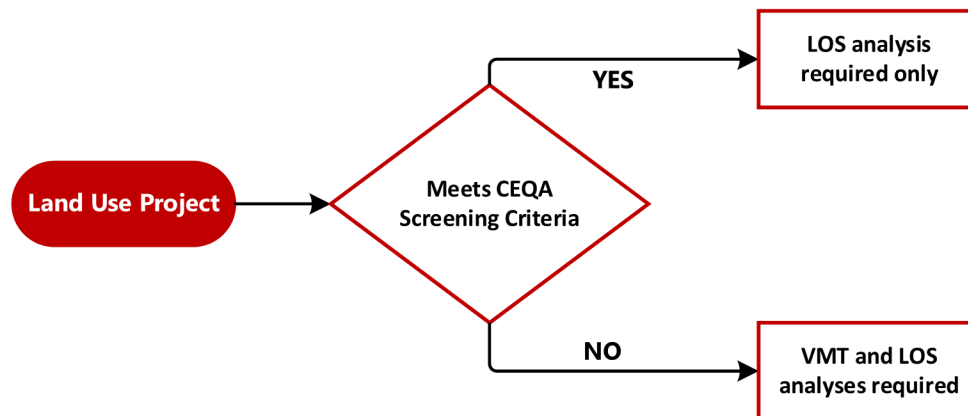 Land Use Project
Meets CEQA
Screening Criteria
YES
LOS analysis
required only
NO
VMT and LOS
analyses required